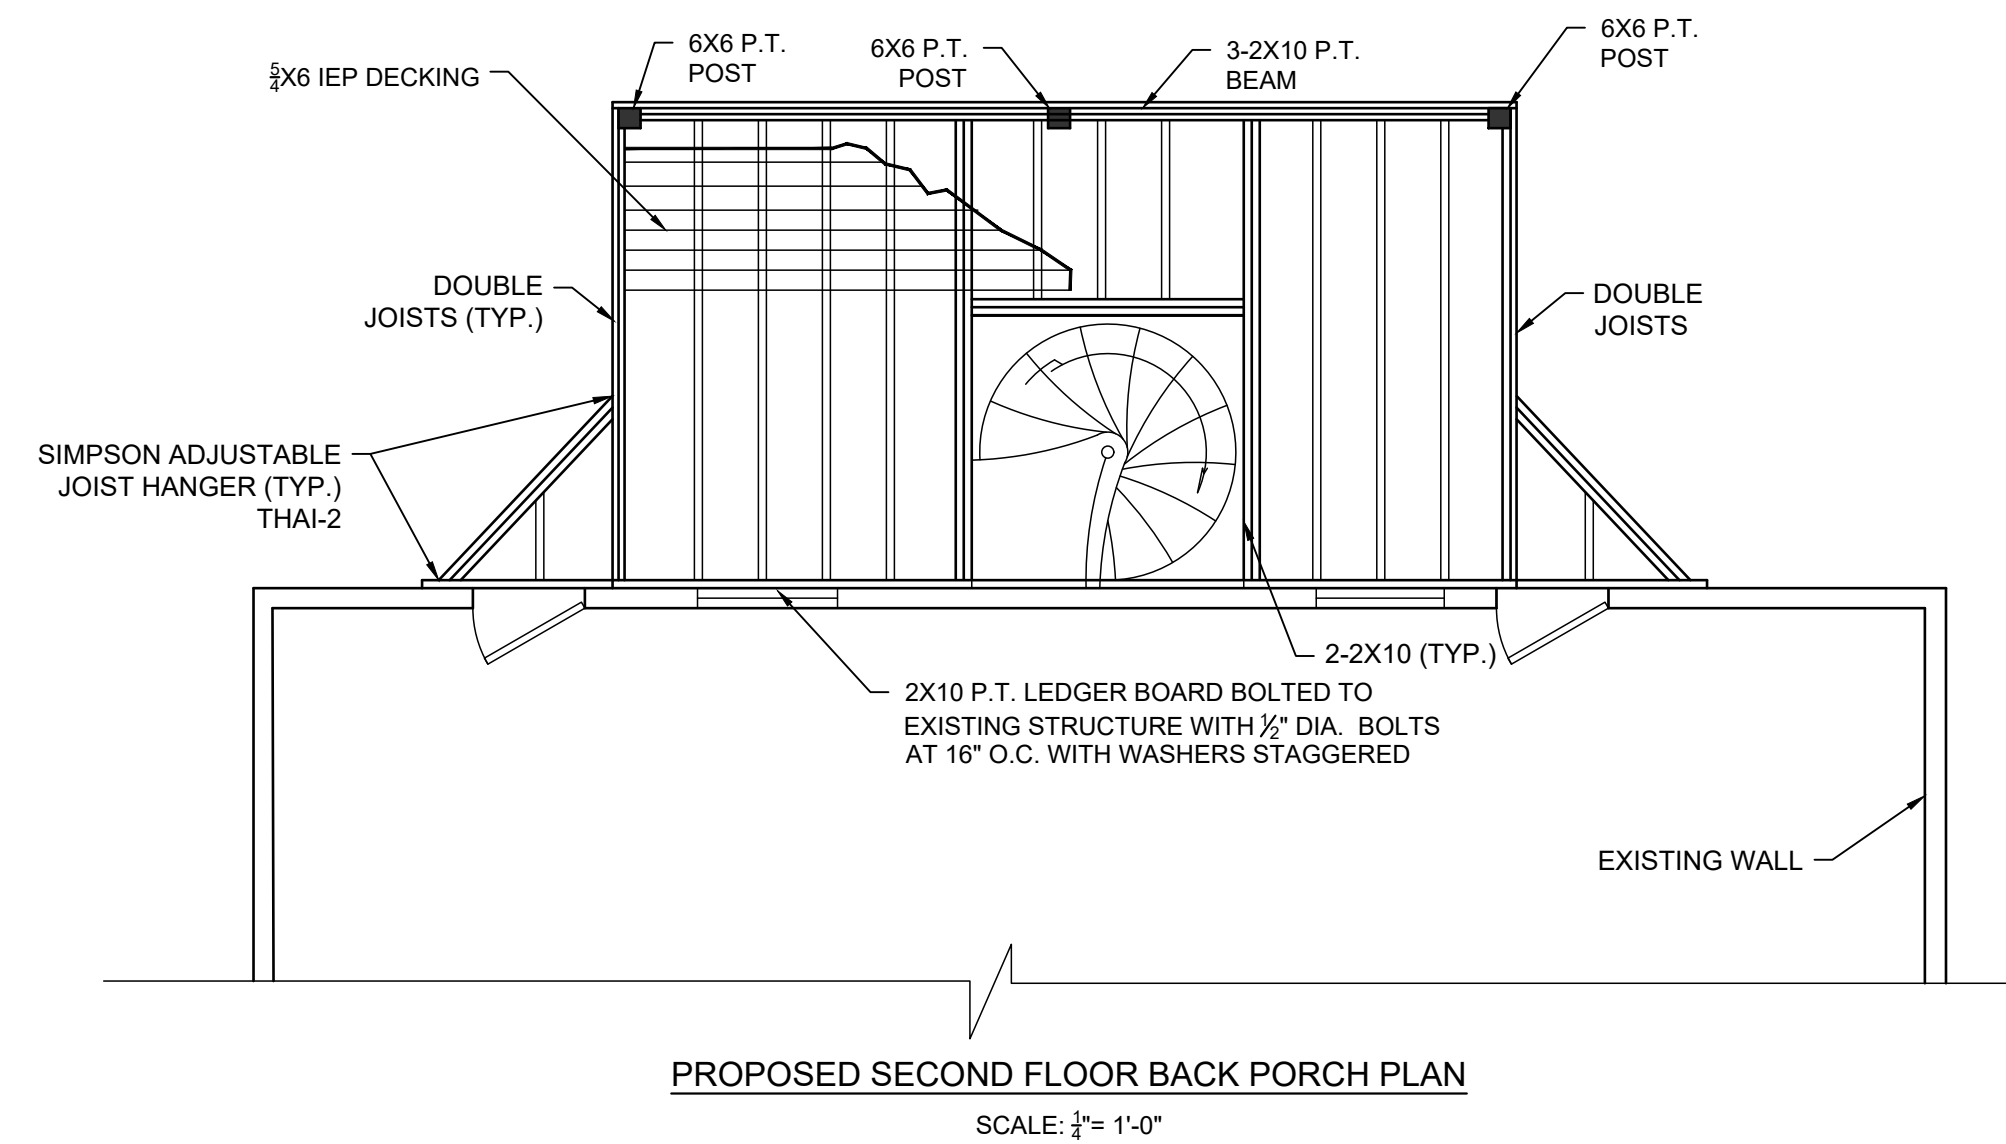 6X6 P.T.
POST
6X6 P.T.
POST
3-2X10 P.T.
BEAM
6X6 P.T.
POST
5/4X6 IEP DECKING
DOUBLE
JOISTS (TYP.)
DOUBLE
JOISTS
SIMPSON ADJUSTABLE
JOIST HANGER (TYP.)
THAI-2
2-2X10 (TYP.)
2X10 P.T. LEDGER BOARD BOLTED TO
EXISTING STRUCTURE WITH 1/2" DIA. BOLTS
AT 16" O.C. WITH WASHERS STAGGERED
EXISTING WALL
PROPOSED SECOND FLOOR BACK PORCH PLAN
SCALE: 1/4"= 1'-0"